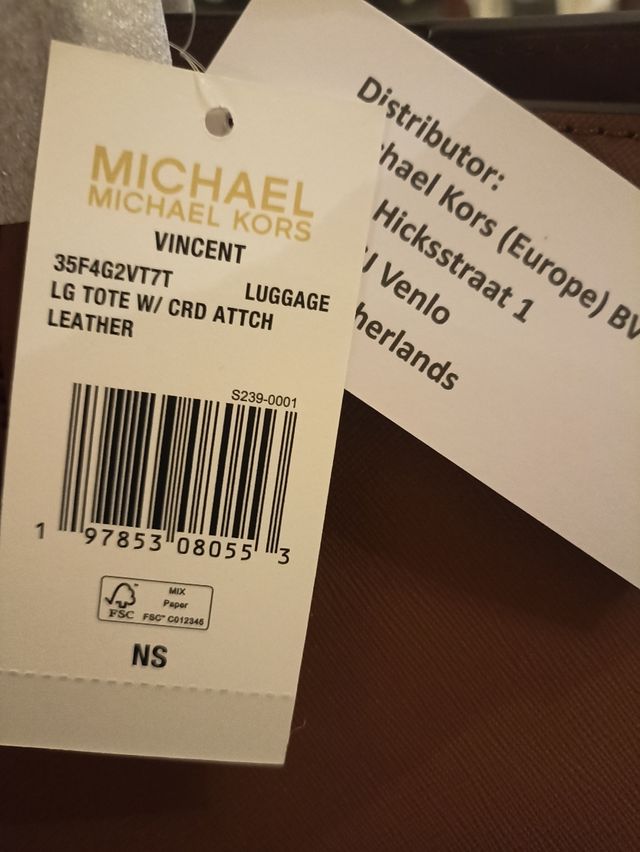 MICHAEL
MICHAEL KORS
VINCENT
35F4G2VT7T
LUGGAGE
LG TOTE W/ CRD ATTCH
LEATHER
S239-0001
1 97853 08055 3
FSC
MIX
Paper
FSC™ C012345
NS
Distributor:
hael Kors (Europe) BV
Hicksstraat 1
Venlo
herlands